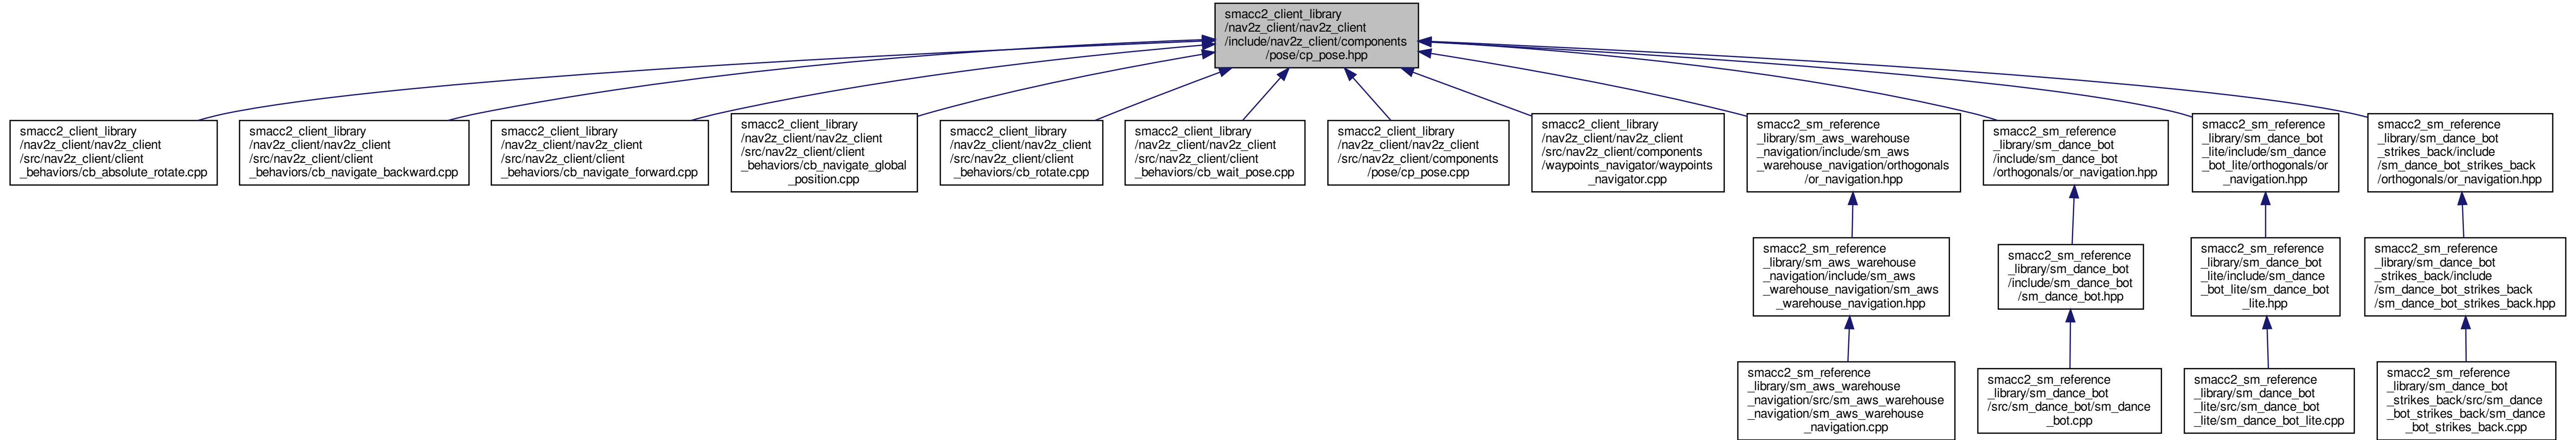 smacc2_client_library
/nav2z_client/nav2z_client
/include/nav2z_client/components
/pose/cp_pose.hpp
smacc2_client_library
/nav2z_client/nav2z_client
/src/nav2z_client/client
_behaviors/cb_absolute_rotate.cpp
smacc2_client_library
/nav2z_client/nav2z_client
/src/nav2z_client/client
_behaviors/cb_navigate_backward.cpp
smacc2_client_library
/nav2z_client/nav2z_client
/src/nav2z_client/client
_behaviors/cb_navigate_forward.cpp
smacc2_client_library
/nav2z_client/nav2z_client
/src/nav2z_client/client
_behaviors/cb_navigate_global
_position.cpp
smacc2_client_library
/nav2z_client/nav2z_client
/src/nav2z_client/client
_behaviors/cb_rotate.cpp
smacc2_client_library
/nav2z_client/nav2z_client
/src/nav2z_client/client
_behaviors/cb_wait_pose.cpp
smacc2_client_library
/nav2z_client/nav2z_client
/src/nav2z_client/components
/pose/cp_pose.cpp
smacc2_client_library
/nav2z_client/nav2z_client
/src/nav2z_client/components
/waypoints_navigator/waypoints
_navigator.cpp
smacc2_sm_reference
_library/sm_aws_warehouse
_navigation/include/sm_aws
_warehouse_navigation/orthogonals
/or_navigation.hpp
smacc2_sm_reference
_library/sm_dance_bot
/include/sm_dance_bot
/orthogonals/or_navigation.hpp
smacc2_sm_reference
_library/sm_dance_bot
_lite/include/sm_dance
_bot_lite/orthogonals/or
_navigation.hpp
smacc2_sm_reference
_library/sm_dance_bot
_strikes_back/include
/sm_dance_bot_strikes_back
/orthogonals/or_navigation.hpp
smacc2_sm_reference
_library/sm_aws_warehouse
_navigation/include/sm_aws
_warehouse_navigation/sm_aws
_warehouse_navigation.hpp
smacc2_sm_reference
_library/sm_dance_bot
/include/sm_dance_bot
/sm_dance_bot.hpp
smacc2_sm_reference
_library/sm_dance_bot
_lite/include/sm_dance
_bot_lite/sm_dance_bot
_lite.hpp
smacc2_sm_reference
_library/sm_dance_bot
_strikes_back/include
/sm_dance_bot_strikes_back
/sm_dance_bot_strikes_back.hpp
smacc2_sm_reference
_library/sm_aws_warehouse
_navigation/src/sm_aws_warehouse
_navigation/sm_aws_warehouse
_navigation.cpp
smacc2_sm_reference
_library/sm_dance_bot
/src/sm_dance_bot/sm_dance
_bot.cpp
smacc2_sm_reference
_library/sm_dance_bot
_lite/src/sm_dance_bot
_lite/sm_dance_bot_lite.cpp
smacc2_sm_reference
_library/sm_dance_bot
_strikes_back/src/sm_dance
_bot_strikes_back/sm_dance
_bot_strikes_back.cpp